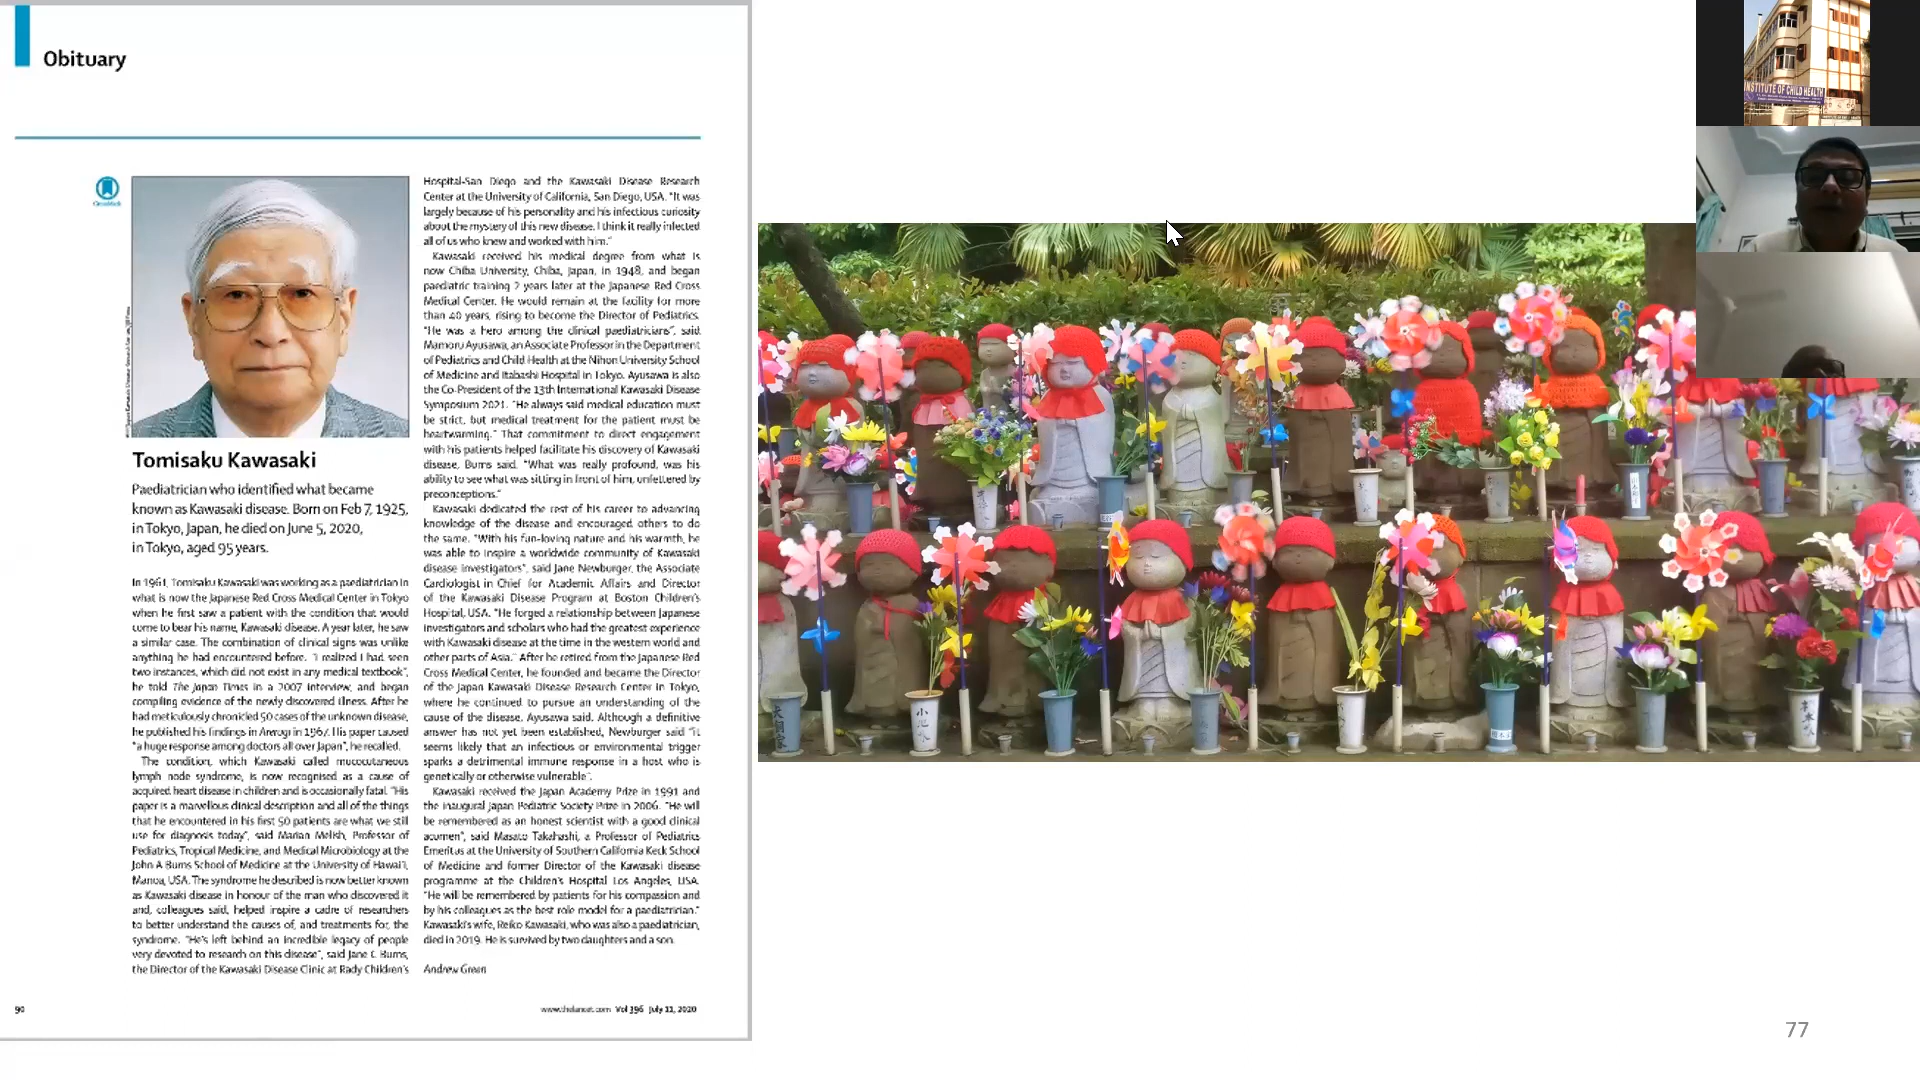 Obituary
Tomisaku Kawasaki
Paediatrician who identified what became
known as Kawasaki disease. Born on Feb 7, 1925,
in Tokyo, Japan, he died on June 5, 2020,
in Tokyo, aged 95 years.
In 1961, Tomisaku Kawasaki was working as a paediatrician in
what is now the Japanese Red Cross Medical Center in Tokyo
when he first saw a patient with the condition that would
come to bear his name, Kawasaki disease. A year later, he saw
a similar case. The combination of clinical signs was unlike
anything he had encountered before. "I realized I had seen
two instances, which did not exist in any medical textbook",
he told The Japan Times in a 2007 interview, and began
compiling evidence of the newly discovered illness. After he
had meticulously chronicled 50 cases of the unknown disease,
he published his findings in Arerugi in 1967. His paper caused
"a huge response among doctors all over Japan", he recalled.
The condition, which Kawasaki called mucocutaneous
lymph node syndrome, is now recognised as a cause of
acquired heart disease in children and is occasionally fatal. "His
paper is a marvellous clinical description and all of the things
that he encountered in his first 50 patients are what we still
use for diagnosis today", said Marian Melish, Professor of
Pediatrics, Tropical Medicine, and Medical Microbiology at the
John A Burns School of Medicine at the University of Hawai'i,
Manoa, USA. The syndrome he described is now better known
as Kawasaki disease in honour of the man who discovered it
and, colleagues said, helped inspire a cadre of researchers
to better understand the causes of, and treatments for, the
syndrome. "He's left behind an incredible legacy of people
very devoted to research on this disease", said Jane C Burns,
the Director of the Kawasaki Disease Clinic at Rady Children's
Hospital-San Diego and the Kawasaki Disease Research
Center at the University of California, San Diego, USA. "It was
largely because of his personality and his infectious curiosity
about the mystery of this new disease. I think it really infected
all of us who knew and worked with him."
Kawasaki received his medical degree from what is
now Chiba University, Chiba, Japan, in 1948, and began
paediatric training 2 years later at the Japanese Red Cross
Medical Center. He would remain at the facility for more
than 40 years, rising to become the Director of Pediatrics.
"He was a hero among the clinical paediatricians", said
Mamoru Ayusawa, an Associate Professor in the Department
of Pediatrics and Child Health at the Nihon University School
of Medicine and Itabashi Hospital in Tokyo. Ayusawa is also
the Co-President of the 13th International Kawasaki Disease
Symposium 2021. "He always said medical education must
be strict, but medical treatment for the patient must be
heartwarming." That commitment to direct engagement
with his patients helped facilitate his discovery of Kawasaki
disease, Burns said. "What was really profound, was his
ability to see what was sitting in front of him, unfettered by
preconceptions."
Kawasaki dedicated the rest of his career to advancing
knowledge of the disease and encouraged others to do
the same. "With his fun-loving nature and his warmth, he
was able to inspire a worldwide community of Kawasaki
disease investigators", said Jane Newburger, the Associate
Cardiologist in Chief for Academic Affairs and Director
of the Kawasaki Disease Program at Boston Children's
Hospital, USA. "He forged a relationship between Japanese
investigators and scholars who had the greatest experience
with Kawasaki disease at the time in the western world and
other parts of Asia." After he retired from the Japanese Red
Cross Medical Center, he founded and became the Director
of the Japan Kawasaki Disease Research Center in Tokyo,
where he continued to pursue an understanding of the
cause of the disease, Ayusawa said. Although a definitive
answer has not yet been established, Newburger said "it
seems likely that an infectious or environmental trigger
sparks a detrimental immune response in a host who is
genetically or otherwise vulnerable".
Kawasaki received the Japan Academy Prize in 1991 and
the inaugural Japan Pediatric Society Prize in 2006. "He will
be remembered as an honest scientist with a good clinical
acumen", said Masato Takahashi, a Professor of Pediatrics
Emeritus at the University of Southern California Keck School
of Medicine and former Director of the Kawasaki disease
programme at the Children's Hospital Los Angeles, USA.
"He will be remembered by patients for his compassion and
by his colleagues as the best role model for a paediatrician."
Kawasaki's wife, Reiko Kawasaki, who was also a paediatrician,
died in 2019. He is survived by two daughters and a son.
Andrew Green
90
www.thelancet.com Vol 396 July 11, 2020
INSTITUTE OF CHILD HEALTH
77